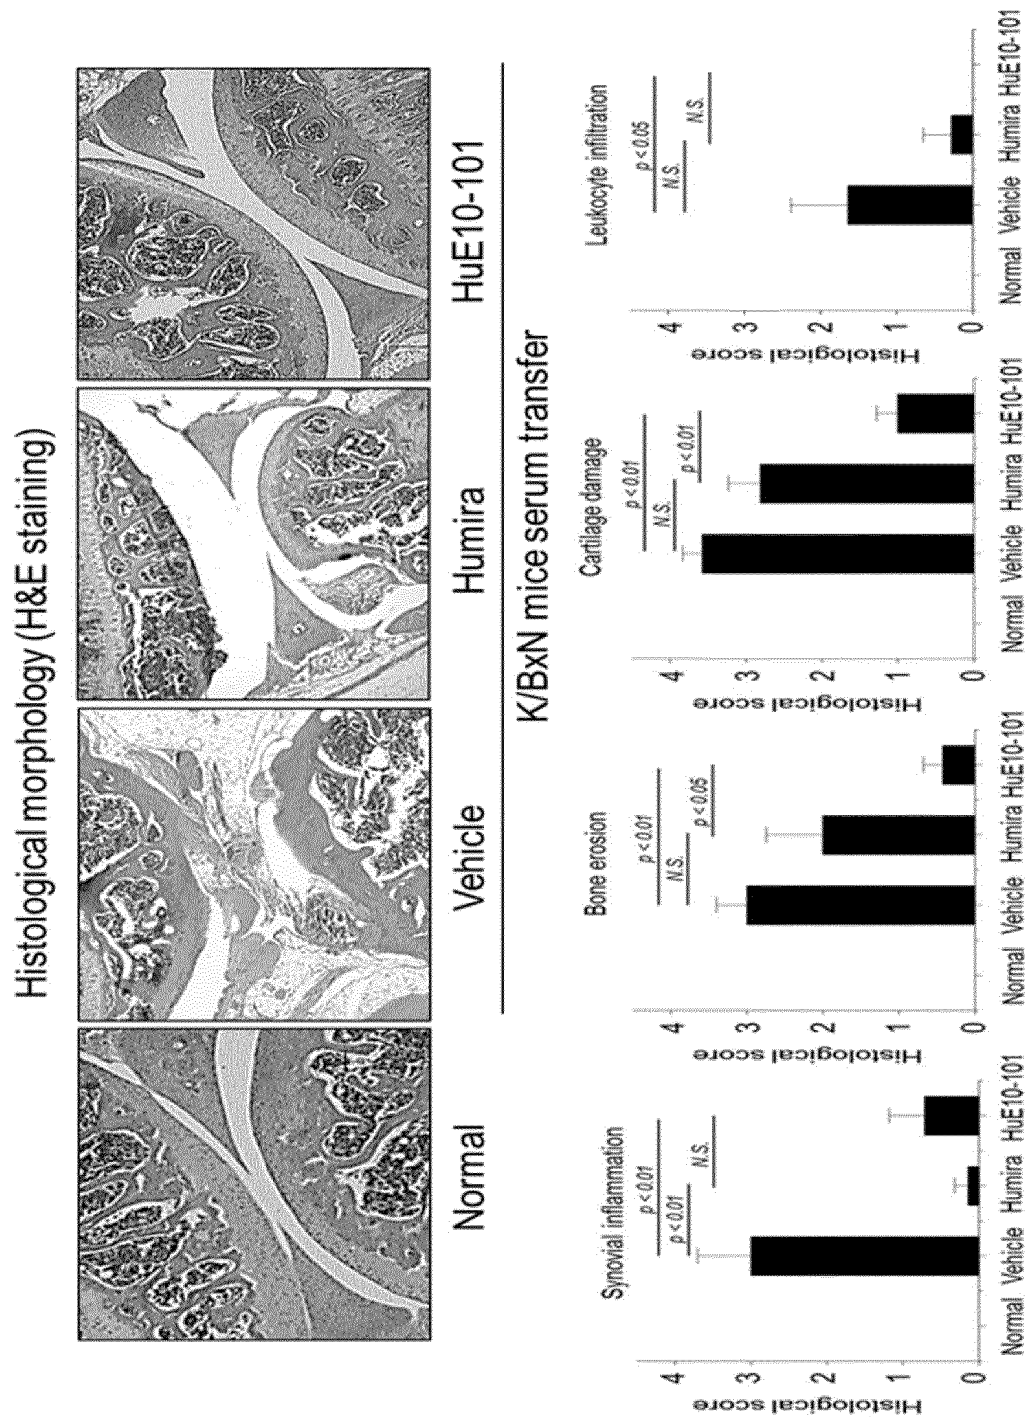 Histological morphology (H&E staining)
Normal
Vehicle
Humira
HuE10-101
K/BxN mice serum transfer
Synovial inflammation
p < 0.01
p < 0.01
N.S.
Histological score
4
3
2
1
0
Normal Vehicle Humira HuE10-101
Bone erosion
p < 0.01
N.S.
p < 0.05
Histological score
4
3
2
1
0
Normal Vehicle Humira HuE10-101
Cartilage damage
p < 0.01
N.S.
p < 0.01
Histological score
4
3
2
1
0
Normal Vehicle Humira HuE10-101
Leukocyte infiltration
p < 0.05
N.S.
N.S.
Histological score
4
3
2
1
0
Normal Vehicle Humira HuE10-101